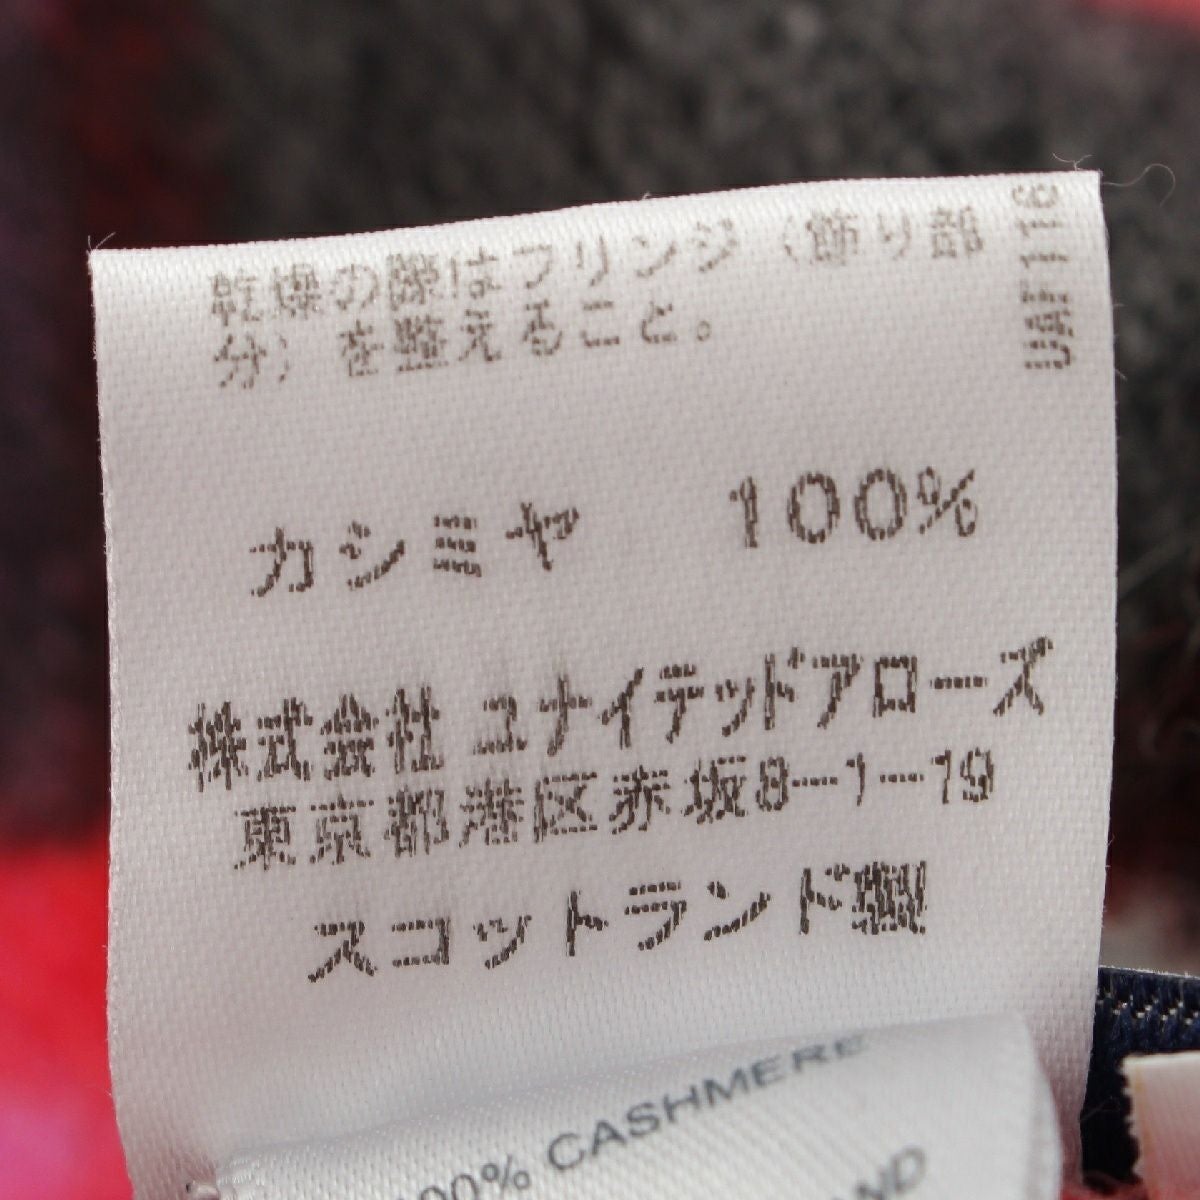 乾燥の際はフリンジ（飾り部
分）を整えること。
UAF1116
カシミヤ 100%
株式会社 ユナイテッドアローズ
東京都港区赤坂8-1-19
スコットランド製
100% CASHMERE